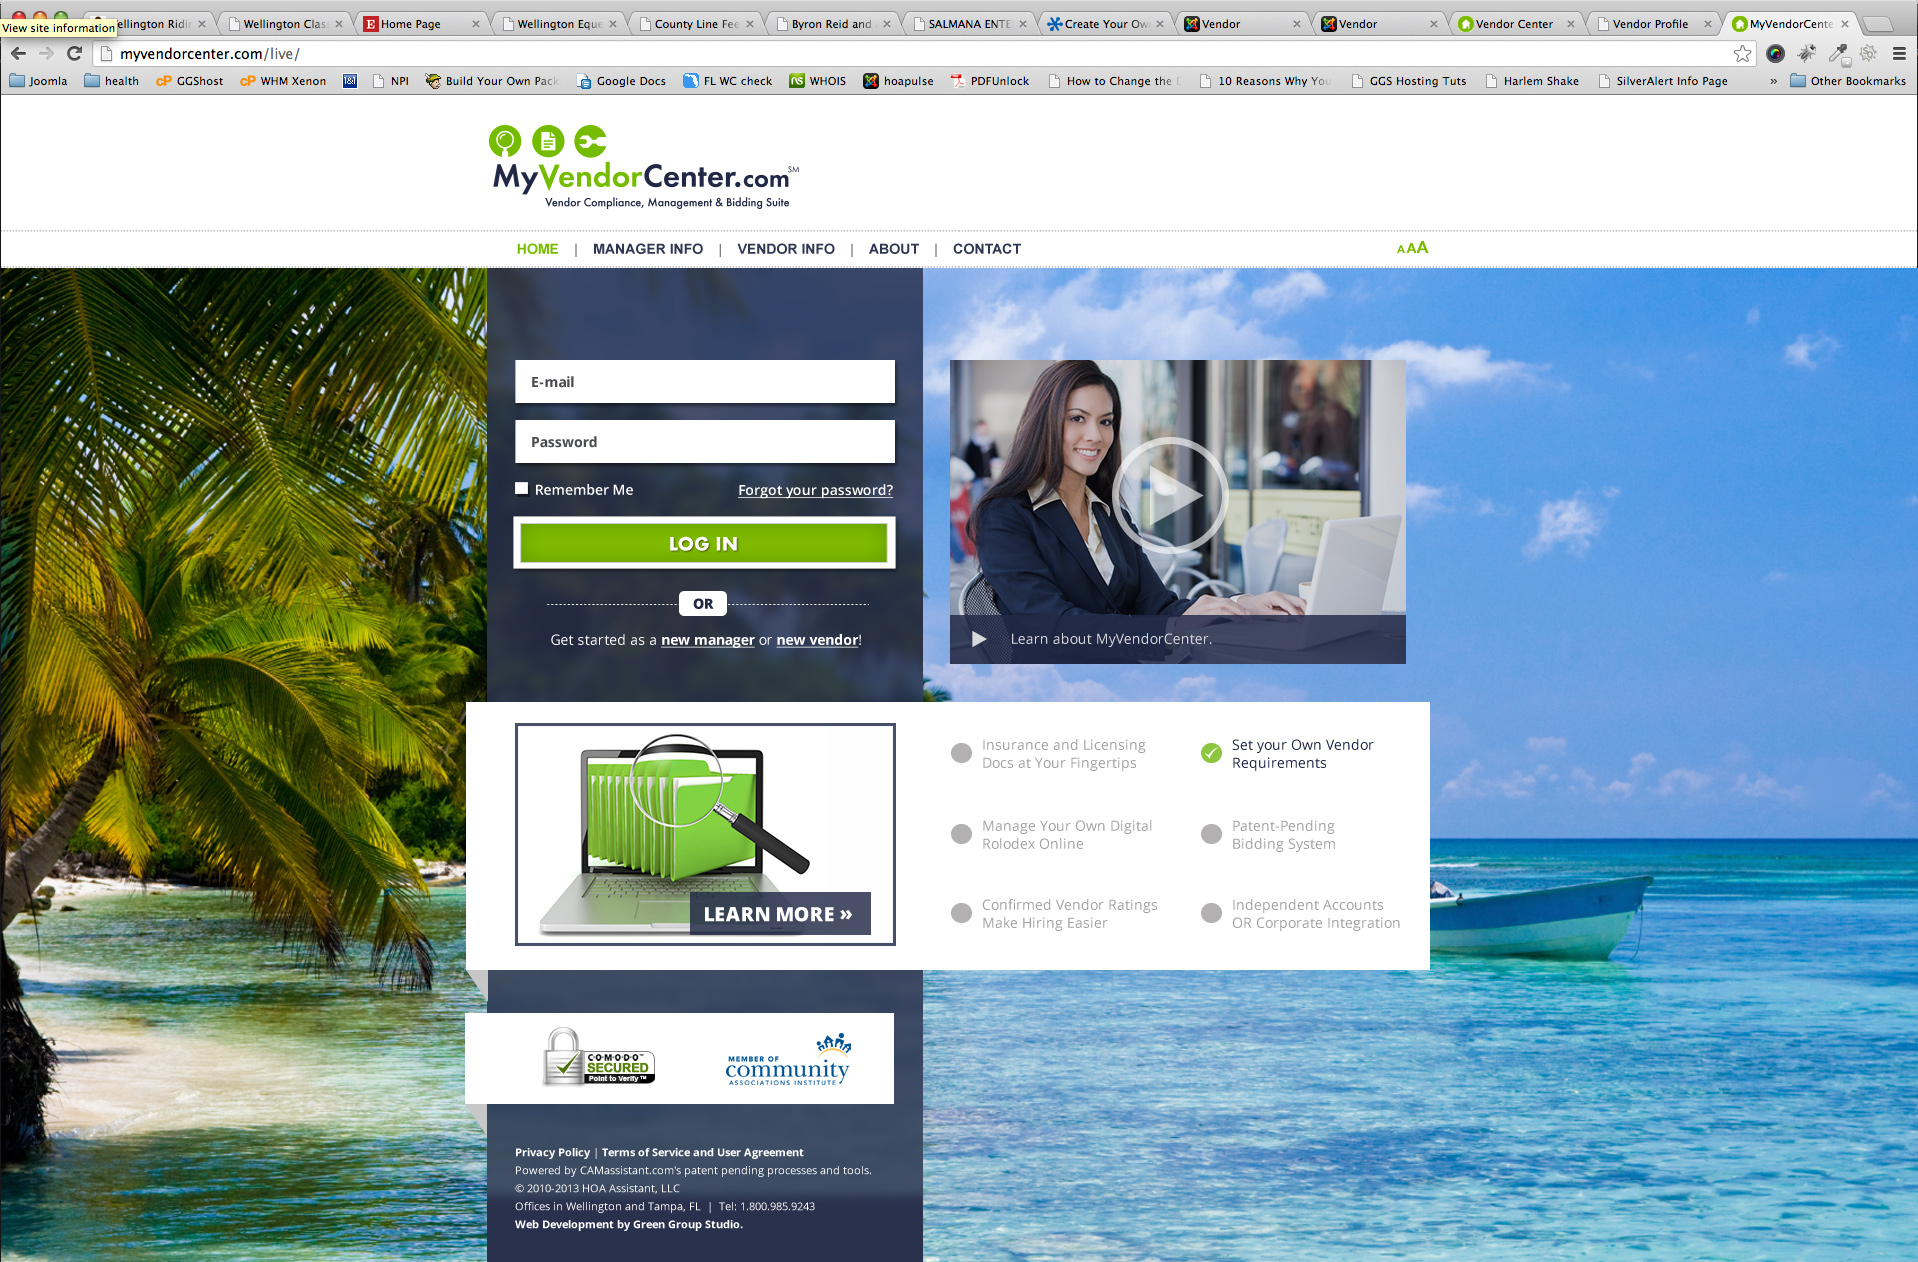 View site information
Wellington Clas
Home Page
Wellington Eque
County Line Fee
Byron Reid and
SALMANA ENTE
Create Your Ow
Vendor
Vendor
Vendor Center
Vendor Profile
MyVendorCente
myvendorcenter.com/live/
Joomla
health
GGShost
WHM Xenon
NPI
Build Your Own Pack
Google Docs
FL WC check
WHOIS
hoapulse
PDFUnlock
How to Change the D
10 Reasons Why You
GGS Hosting Tuts
Harlem Shake
SilverAlert Info Page
»
Other Bookmarks
MyVendorCenter.com SM
Vendor Compliance, Management & Bidding Suite
HOME | MANAGER INFO | VENDOR INFO | ABOUT | CONTACT
AAA
E-mail
Password
Remember Me
Forgot your password?
LOG IN
OR
Get started as a new manager or new vendor!
Learn about MyVendorCenter.
LEARN MORE »
Insurance and Licensing
Docs at Your Fingertips
Set your Own Vendor
Requirements
Manage Your Own Digital
Rolodex Online
Patent-Pending
Bidding System
Confirmed Vendor Ratings
Make Hiring Easier
Independent Accounts
OR Corporate Integration
C·O·M·O·D·O™
SECURED
Point to Verify™
MEMBER OF
community
ASSOCIATIONS INSTITUTE
Privacy Policy | Terms of Service and User Agreement
Powered by CAMassistant.com's patent pending processes and tools.
© 2010-2013 HOA Assistant, LLC
Offices in Wellington and Tampa, FL | Tel: 1.800.985.9243
Web Development by Green Group Studio.